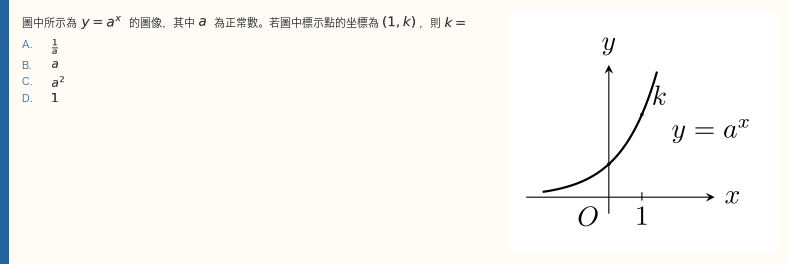 圖中所示為 y = a^x 的圖像，其中 a 為正常數。若圖中標示點的坐標為 (1, k) ，則 k =
A. 1/a
B. a
C. a^2
D. 1
y
k
y = a^x
x
O 1